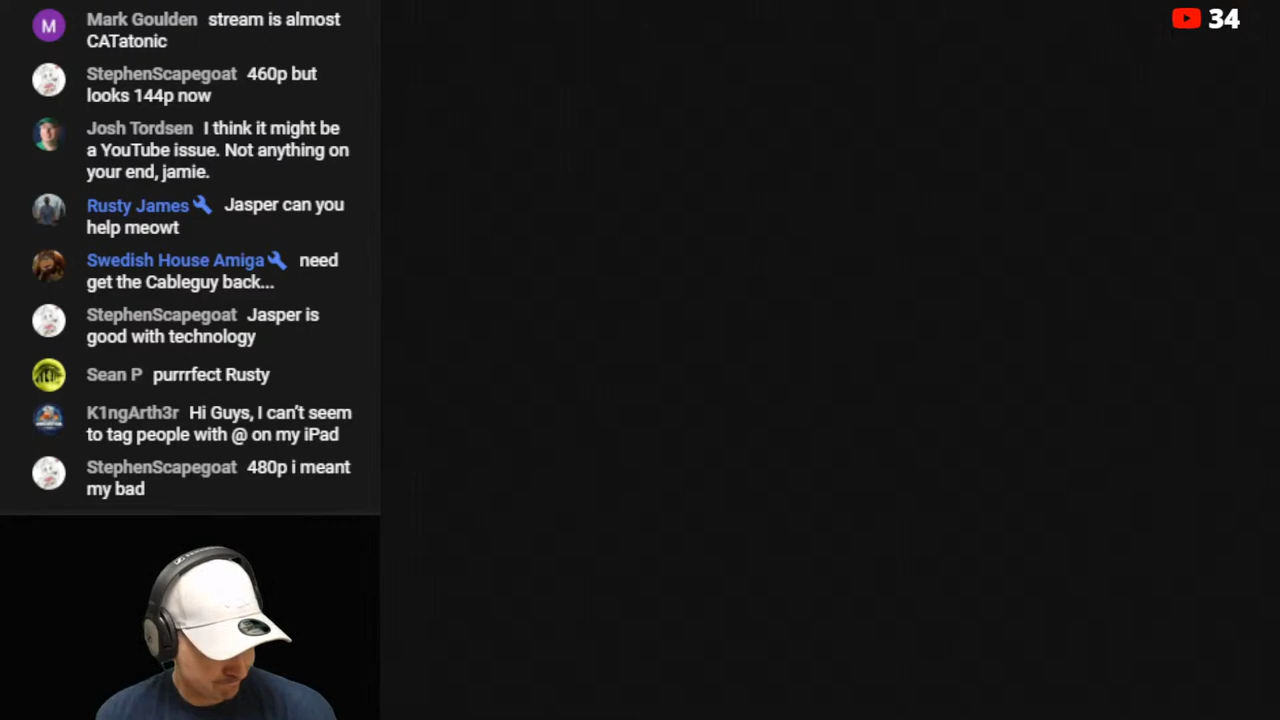 34
M
Mark Goulden stream is almost
CATatonic
StephenScapegoat 460p but
looks 144p now
Josh Tordsen I think it might be
a YouTube issue. Not anything on
your end, jamie.
Rusty James Jasper can you
help meowt
Swedish House Amiga need
get the Cableguy back...
StephenScapegoat Jasper is
good with technology
Sean P purrrfect Rusty
K1ngArth3r Hi Guys, I can't seem
to tag people with @ on my iPad
StephenScapegoat 480p i meant
my bad